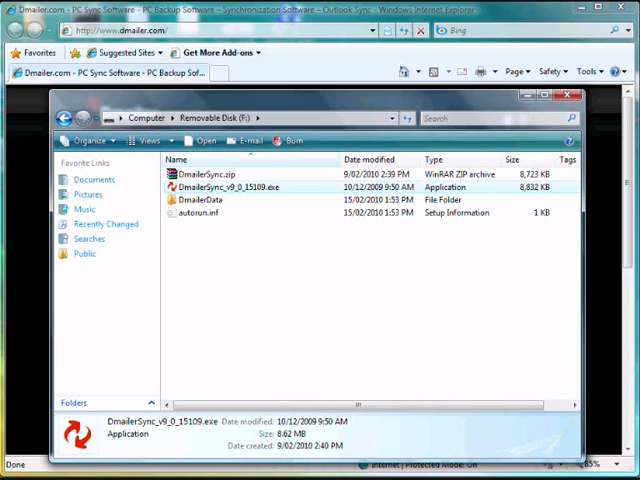 Dmailer.com - PC Sync Software - PC Backup Software – Synchronization Software – Outlook Sync - Windows Internet Explorer
http://www.dmailer.com/
Bing
Favorites Suggested Sites Get More Add-ons
Dmailer.com - PC Sync Software - PC Backup Sof...
Page Safety Tools
Computer Removable Disk (F:)
Search
Organize Views Open E-mail Burn
Favorite Links
Documents
Pictures
Music
Recently Changed
Searches
Public
Name Date modified Type Size Tags
DmailerSync.zip 9/02/2010 2:39 PM WinRAR ZIP archive 8,723 KB
DmailerSync_v9_0_15109.exe 10/12/2009 9:50 AM Application 8,832 KB
DmailerData 15/02/2010 1:53 PM File Folder
autorun.inf 15/02/2010 1:53 PM Setup Information 1 KB
Folders
DmailerSync_v9_0_15109.exe Date modified: 10/12/2009 9:50 AM
Application Size: 8.62 MB
Date created: 9/02/2010 2:40 PM
Done Internet | Protected Mode: On 85%